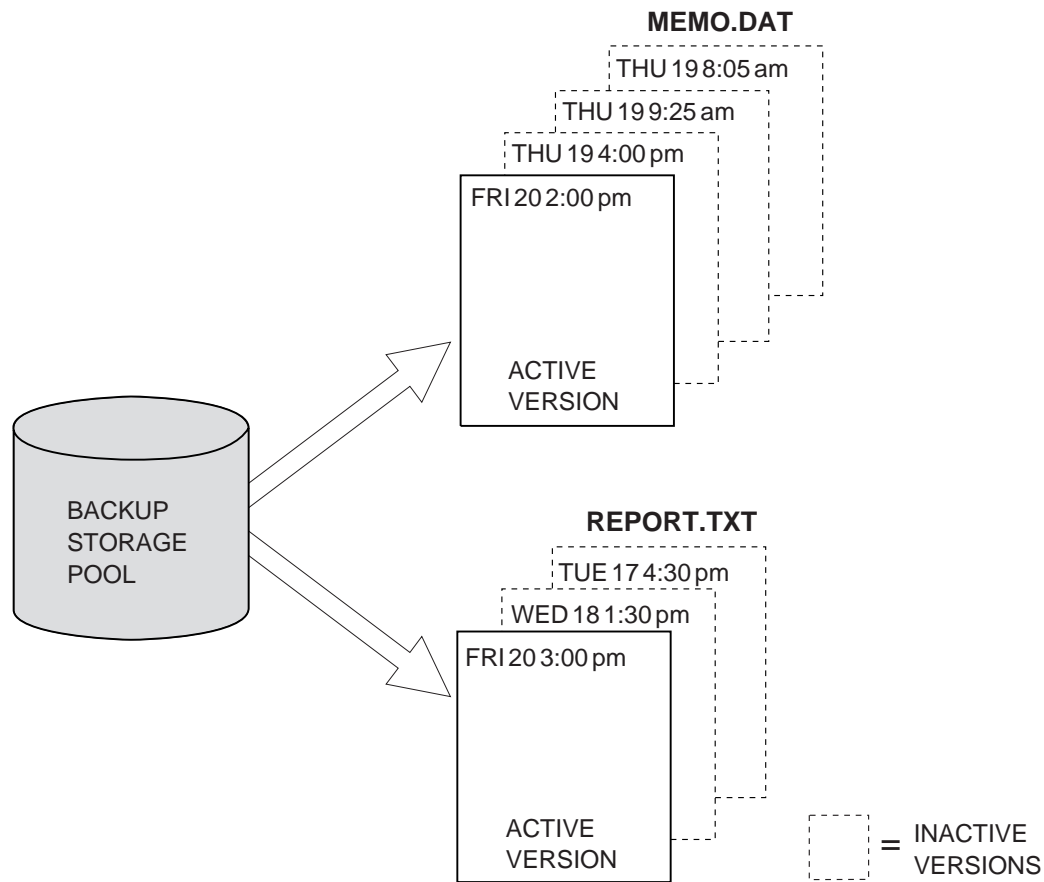 MEMO.DAT
THU 19 8:05 am
THU 19 9:25 am
THU 19 4:00 pm
FRI 20 2:00 pm
ACTIVE
VERSION
BACKUP
STORAGE
POOL
REPORT.TXT
TUE 17 4:30 pm
WED 18 1:30 pm
FRI 20 3:00 pm
ACTIVE
VERSION
= INACTIVE
VERSIONS